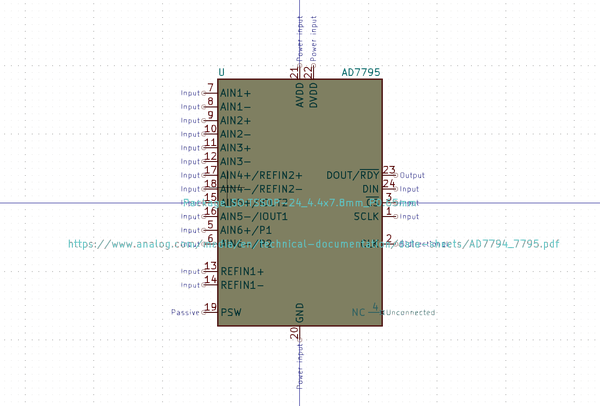 Power input
Power input
21
22
U
AD7795
AVDD
DVDD
Input 7 AIN1+
Input 8 AIN1-
Input 9 AIN2+
Input 10 AIN2-
Input 11 AIN3+
Input 12 AIN3-
Input 17 AIN4+/REFIN2+ DOUT/RDY 23 Output
Input 18 AIN4-/REFIN2- DIN 24 Input
15 CS 3
Input 16 AIN5-/IOUT1 SCLK 1 Input
Input 5 AIN6+/P1
6 2
https://www.analog.com/media/en/technical-documentation/data-sheets/AD7794_7795.pdf
Input 13 REFIN1+
Input 14 REFIN1-
Passive 19 PSW GND NC 4 Unconnected
20
Power input